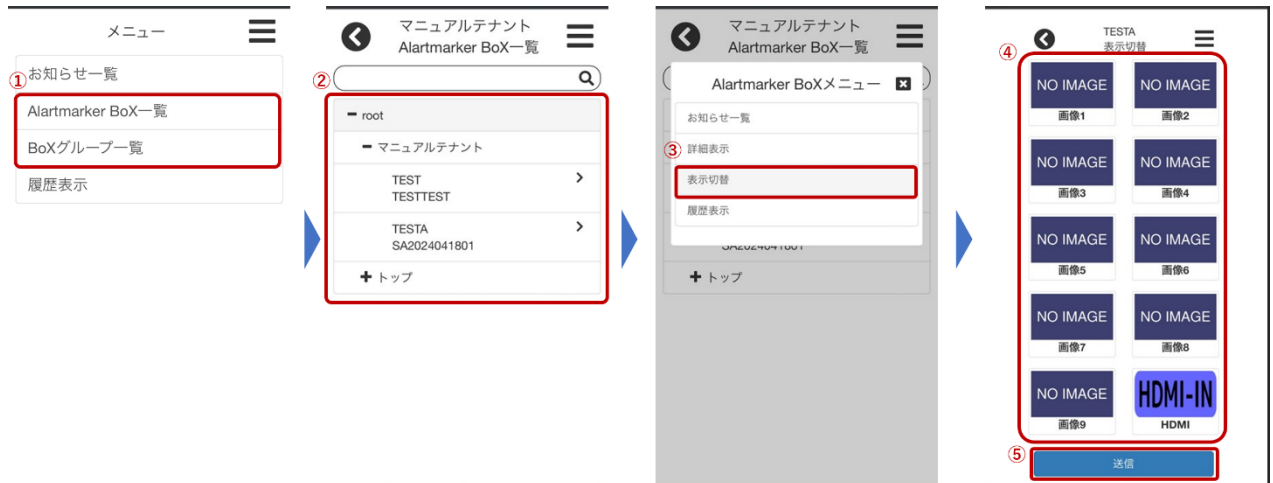 メニュー
①
お知らせ一覧
Alartmarker BoX一覧
BoXグループ一覧
履歴表示
マニュアルテナント
Alartmarker BoX一覧
②
root
マニュアルテナント
TEST
TESTTEST
TESTA
SA2024041801
トップ
マニュアルテナント
Alartmarker BoX一覧
Alartmarker BoXメニュー
お知らせ一覧
③
詳細表示
表示切替
履歴表示
SA2024041801
トップ
TESTA
表示切替
④
NO IMAGE
画像1
NO IMAGE
画像2
NO IMAGE
画像3
NO IMAGE
画像4
NO IMAGE
画像5
NO IMAGE
画像6
NO IMAGE
画像7
NO IMAGE
画像8
NO IMAGE
画像9
HDMI-IN
HDMI
⑤
送信